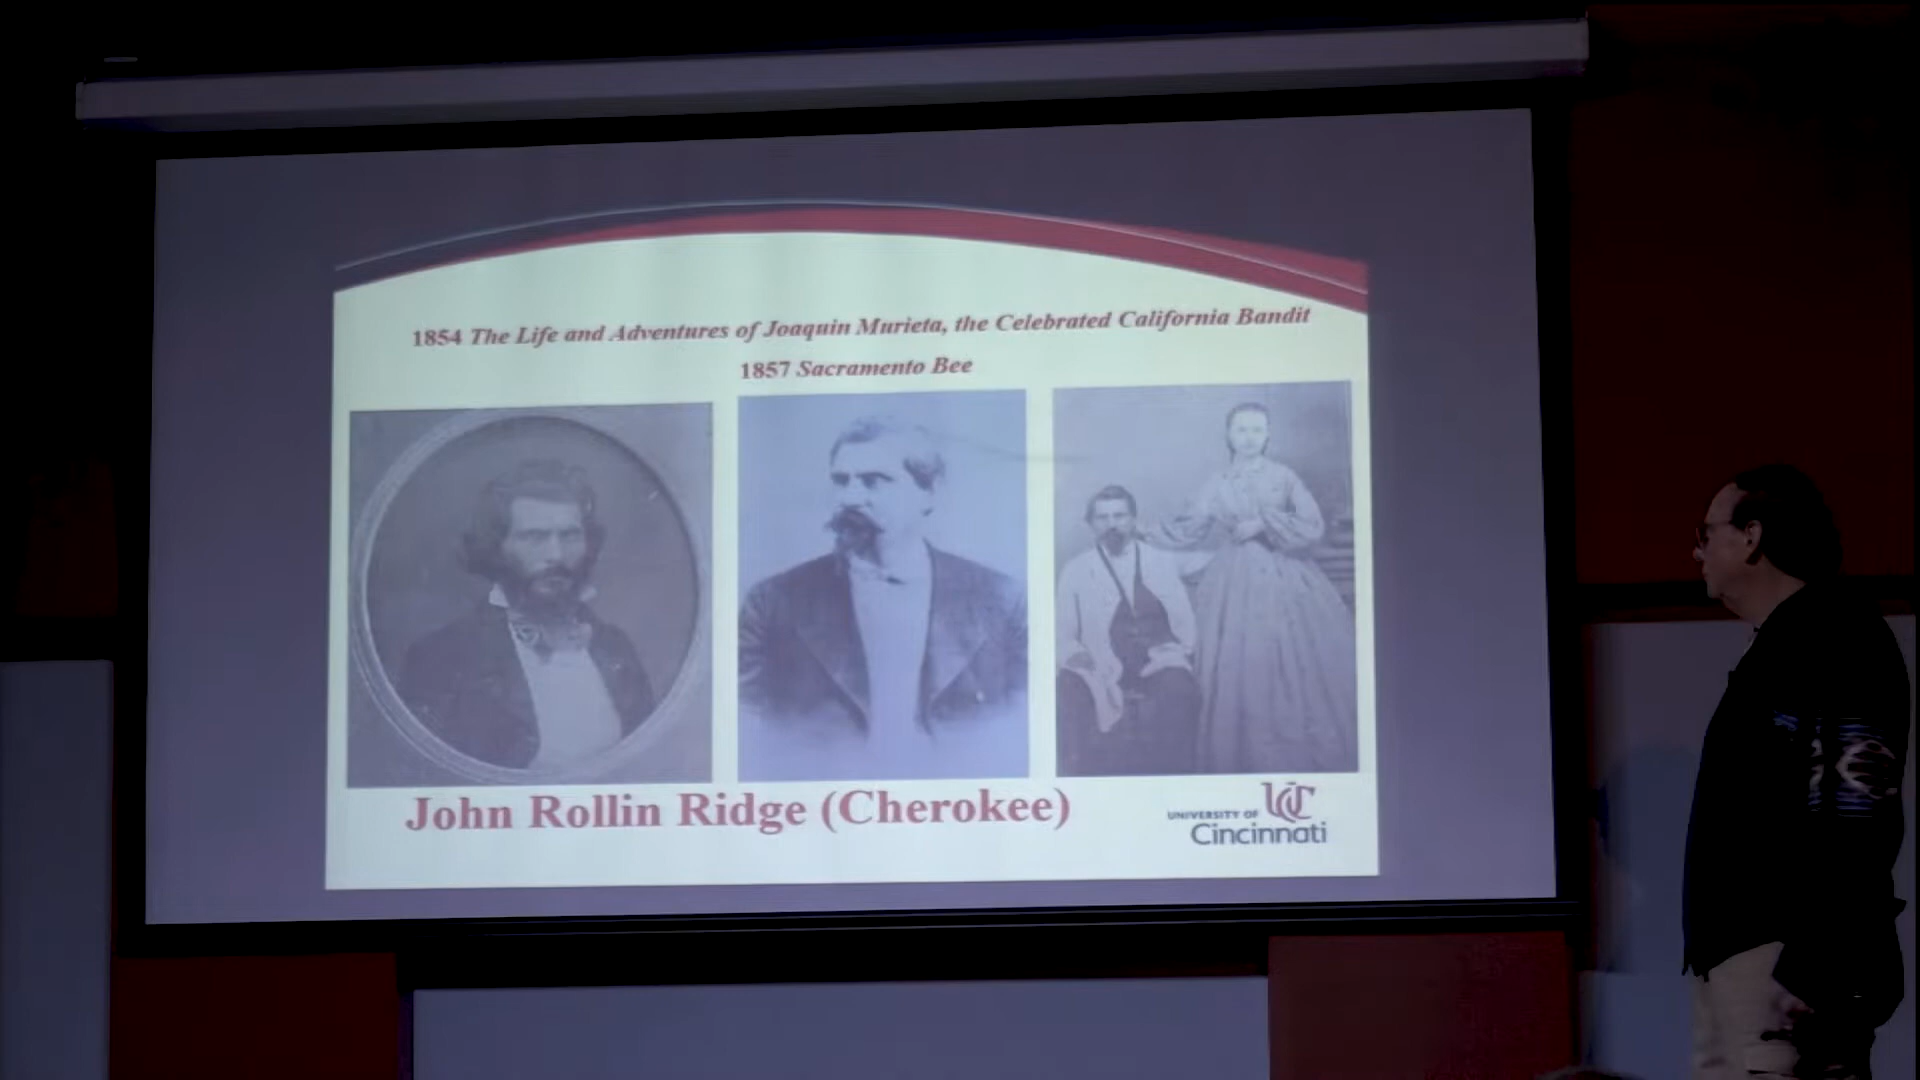 1854 The Life and Adventures of Joaquin Murieta, the Celebrated California Bandit
1857 Sacramento Bee
John Rollin Ridge (Cherokee)
UC
UNIVERSITY OF
Cincinnati